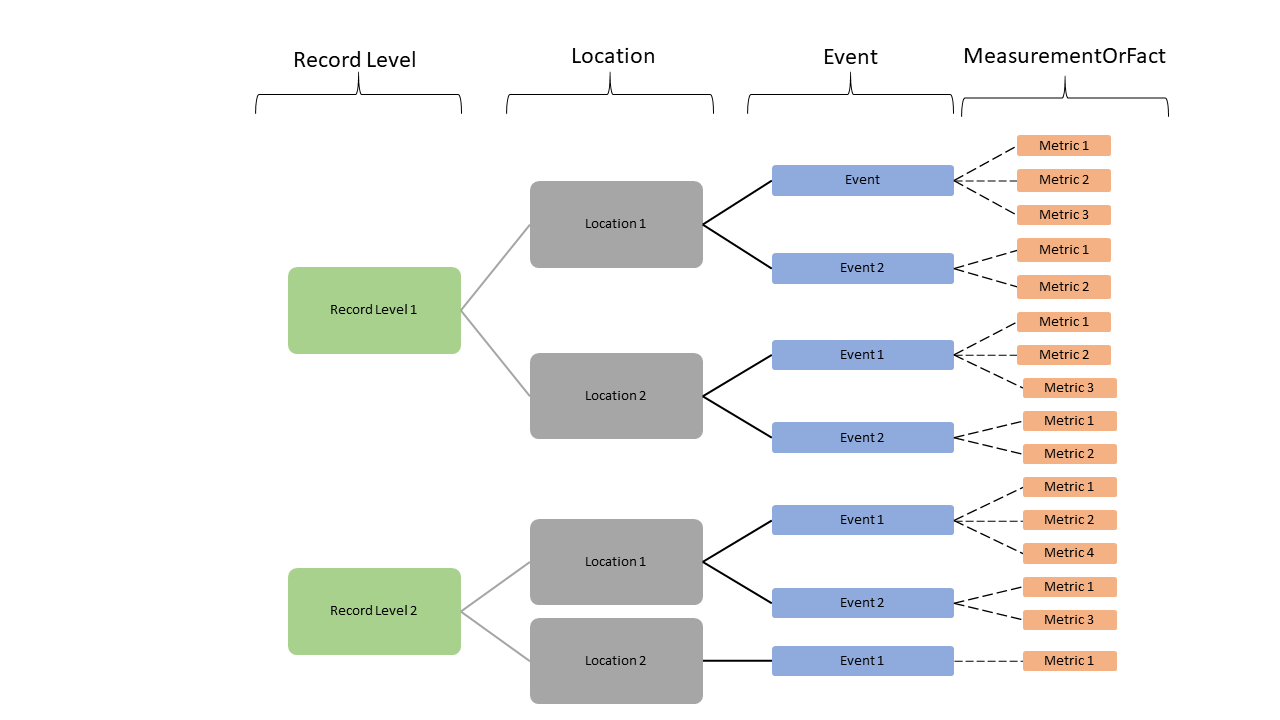 Record Level
Location
Event
MeasurementOrFact
Record Level 1
Location 1
Event
Metric 1
Metric 2
Metric 3
Event 2
Metric 1
Metric 2
Location 2
Event 1
Metric 1
Metric 2
Metric 3
Event 2
Metric 1
Metric 2
Record Level 2
Location 1
Event 1
Metric 1
Metric 2
Metric 4
Event 2
Metric 1
Metric 3
Location 2
Event 1
Metric 1